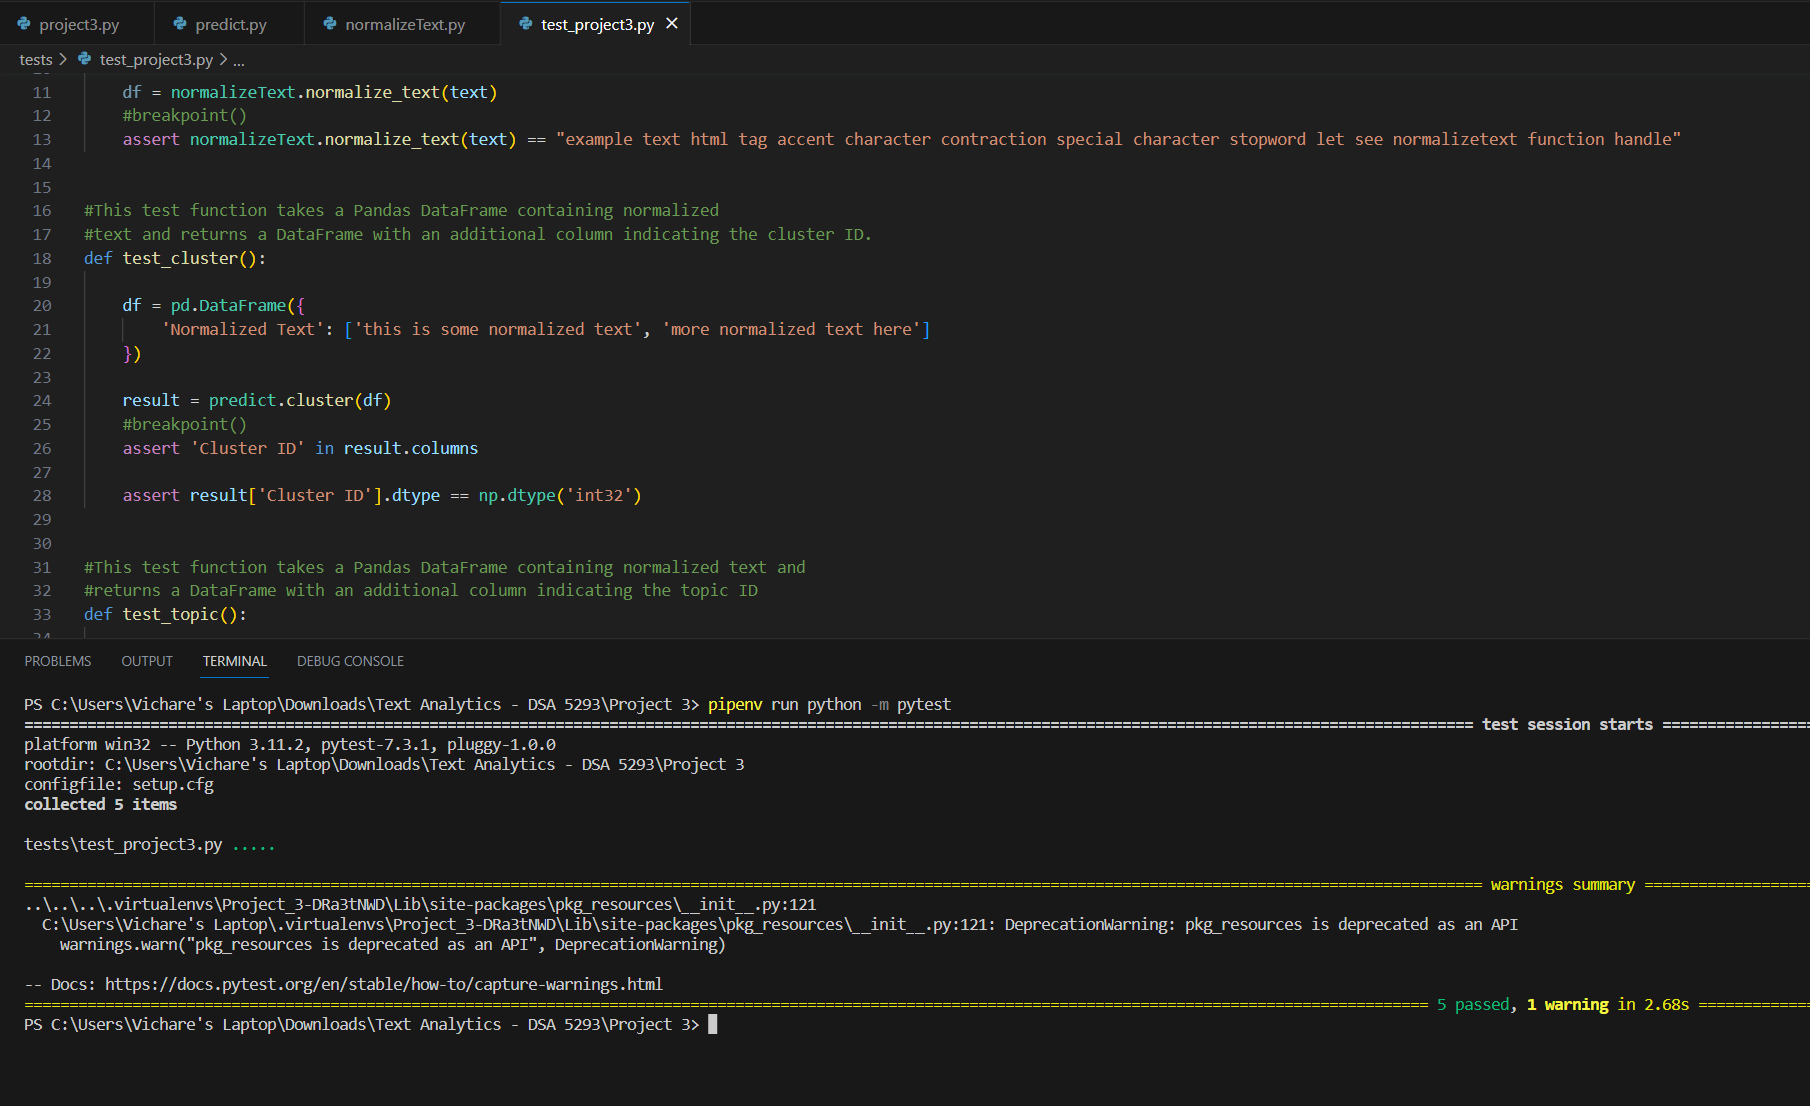 project3.py predict.py normalizeText.py test_project3.py ✕
tests > test_project3.py > ...
11 df = normalizeText.normalize_text(text)
12 #breakpoint()
13 assert normalizeText.normalize_text(text) == "example text html tag accent character contraction special character stopword let see normalizetext function handle"
14
15
16 #This test function takes a Pandas DataFrame containing normalized
17 #text and returns a DataFrame with an additional column indicating the cluster ID.
18 def test_cluster():
19
20 df = pd.DataFrame({
21 'Normalized Text': ['this is some normalized text', 'more normalized text here']
22 })
23
24 result = predict.cluster(df)
25 #breakpoint()
26 assert 'Cluster ID' in result.columns
27
28 assert result['Cluster ID'].dtype == np.dtype('int32')
29
30
31 #This test function takes a Pandas DataFrame containing normalized text and
32 #returns a DataFrame with an additional column indicating the topic ID
33 def test_topic():
34
PROBLEMS OUTPUT TERMINAL DEBUG CONSOLE
PS C:\Users\Vichare's Laptop\Downloads\Text Analytics - DSA 5293\Project 3> pipenv run python -m pytest
=== test session starts ===
platform win32 -- Python 3.11.2, pytest-7.3.1, pluggy-1.0.0
rootdir: C:\Users\Vichare's Laptop\Downloads\Text Analytics - DSA 5293\Project 3
configfile: setup.cfg
collected 5 items
tests\test_project3.py .....
=== warnings summary ===
..\..\..\.virtualenvs\Project_3-DRa3tNWD\Lib\site-packages\pkg_resources\__init__.py:121
C:\Users\Vichare's Laptop\.virtualenvs\Project_3-DRa3tNWD\Lib\site-packages\pkg_resources\__init__.py:121: DeprecationWarning: pkg_resources is deprecated as an API
warnings.warn("pkg_resources is deprecated as an API", DeprecationWarning)
-- Docs: https://docs.pytest.org/en/stable/how-to/capture-warnings.html
=== 5 passed, 1 warning in 2.68s ===
PS C:\Users\Vichare's Laptop\Downloads\Text Analytics - DSA 5293\Project 3>